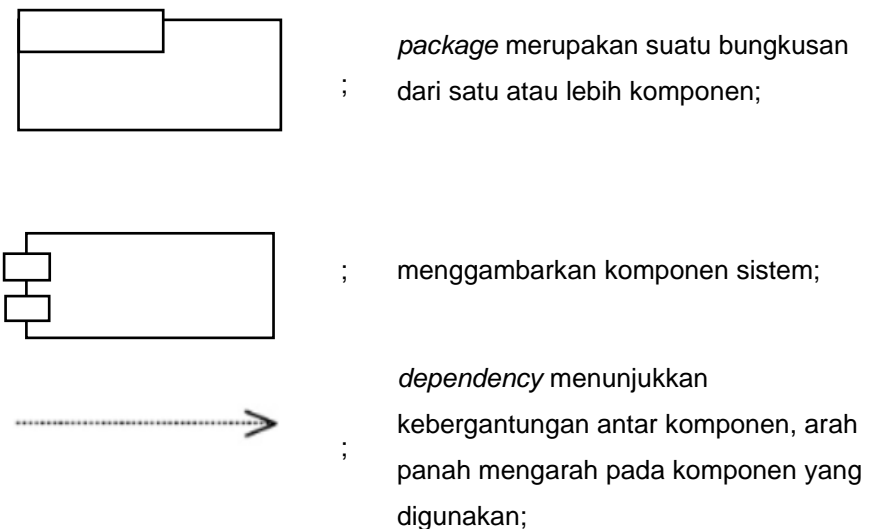 package merupakan suatu bungkusan
; dari satu atau lebih komponen;
; menggambarkan komponen sistem;
dependency menunjukkan
kebergantungan antar komponen, arah
; panah mengarah pada komponen yang
digunakan;